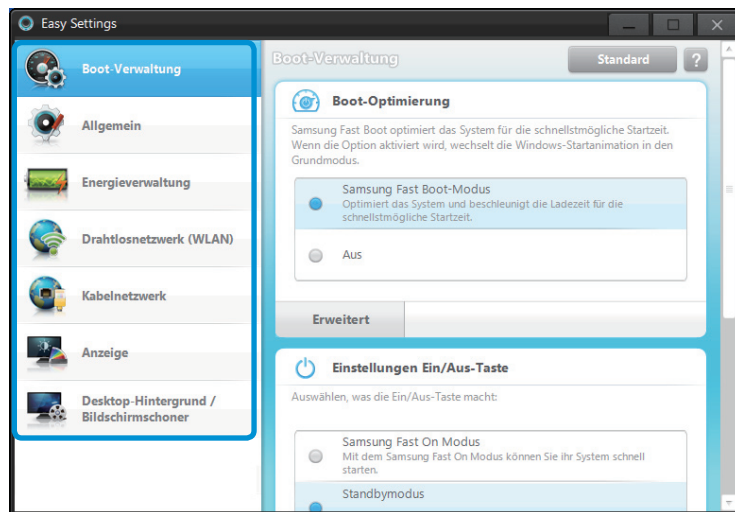 Easy Settings
Boot-Verwaltung
Allgemein
Energieverwaltung
Drahtlosnetzwerk (WLAN)
Kabelnetzwerk
Anzeige
Desktop-Hintergrund /
Bildschirmschoner
Boot-Verwaltung
Standard
?
Boot-Optimierung
Samsung Fast Boot optimiert das System für die schnellstmögliche Startzeit.
Wenn die Option aktiviert wird, wechselt die Windows-Startanimation in den
Grundmodus.
Samsung Fast Boot-Modus
Optimiert das System und beschleunigt die Ladezeit für die
schnellstmögliche Startzeit.
Aus
Erweitert
Einstellungen Ein/Aus-Taste
Auswählen, was die Ein/Aus-Taste macht:
Samsung Fast On Modus
Mit dem Samsung Fast On Modus können Sie ihr System schnell
starten.
Standbymodus